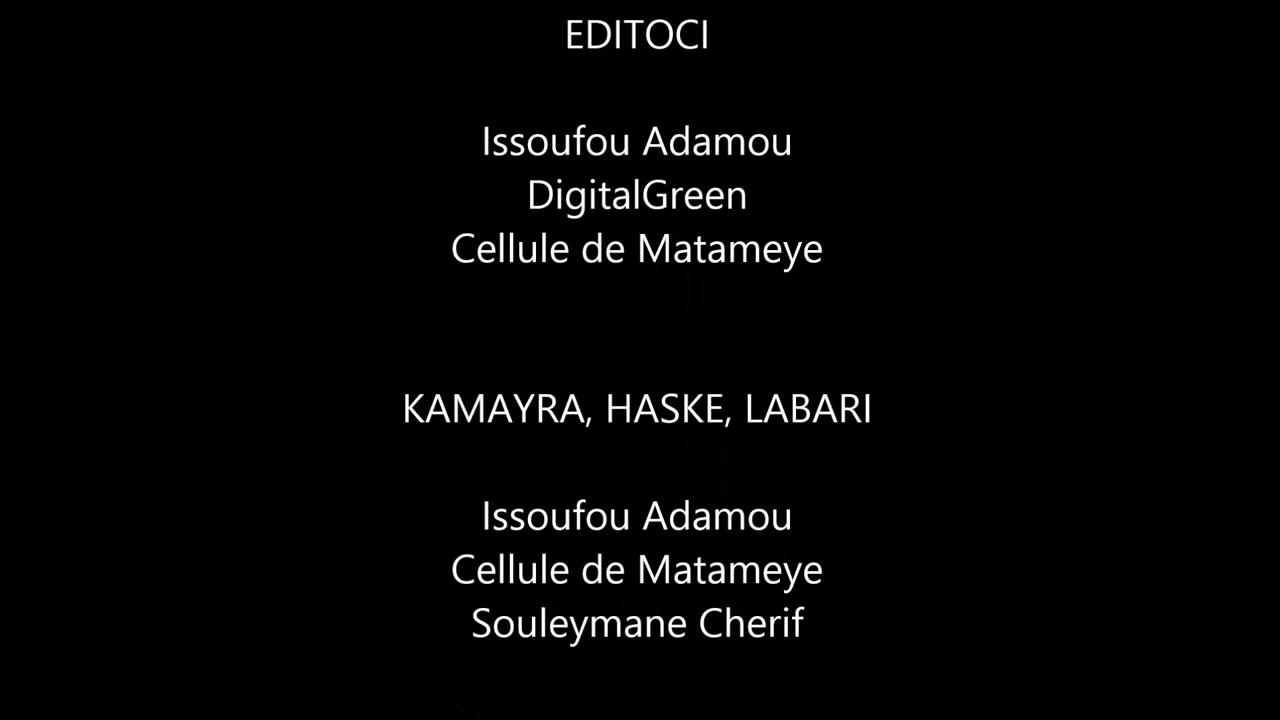 EDITOCI
Issoufou Adamou
DigitalGreen
Cellule de Matameye
KAMAYRA, HASKE, LABARI
Issoufou Adamou
Cellule de Matameye
Souleymane Cherif